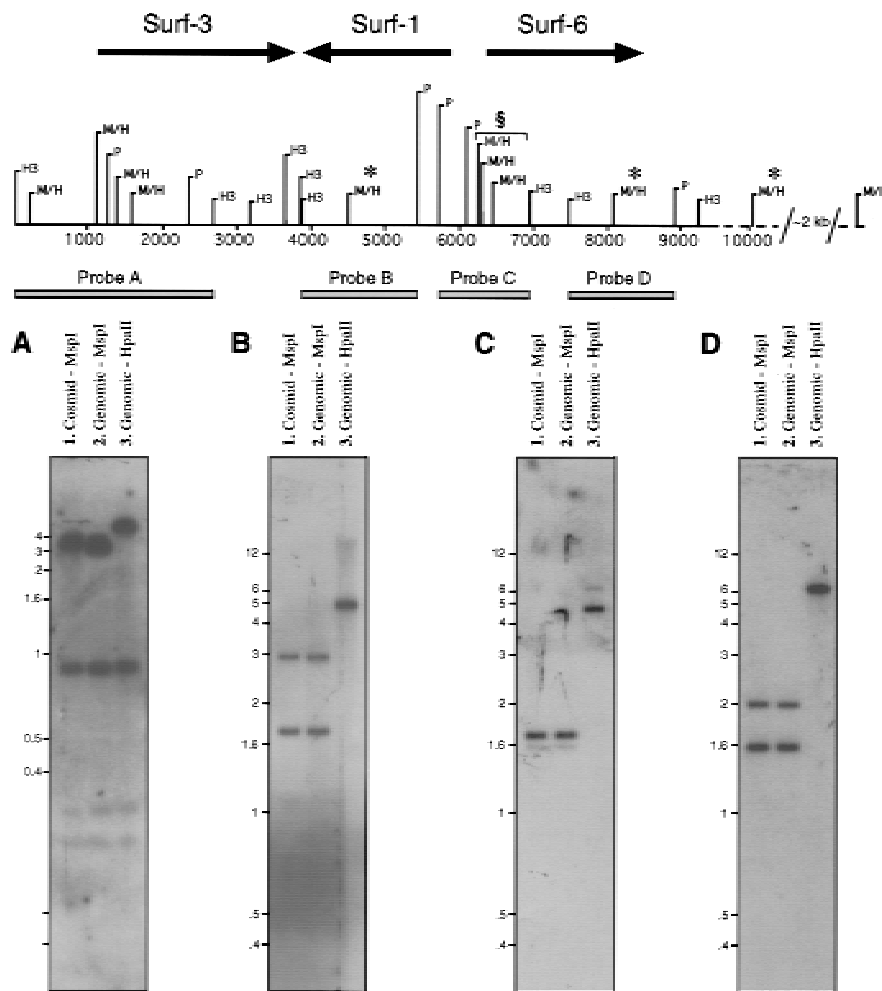 Surf-3 Surf-1 Surf-6
P
P
P §
M/H M/H
H3 P M/H
H3 M/H P H3 * M/H * P *
M/H M/H H3 H3 H3 M/H H3 H3 M/H H3 M/H M/
1000 2000 3000 4000 5000 6000 7000 8000 9000 10000 ~2 kb
Probe A Probe B Probe C Probe D
A B C D
1. Cosmid - MspI
2. Genomic - MspI
3. Genomic - HpaII
1. Cosmid - MspI
2. Genomic - MspI
3. Genomic - HpaII
1. Cosmid - MspI
2. Genomic - MspI
3. Genomic - HpaII
1. Cosmid - MspI
2. Genomic - MspI
3. Genomic - HpaII
4
3
2
1.6
1
0.5
0.4
12
6
5
4
3
2
1.6
1
.5
.4
12
6
5
4
3
2
1.6
1
.5
.4
12
6
5
4
3
2
1.6
1
.5
.4